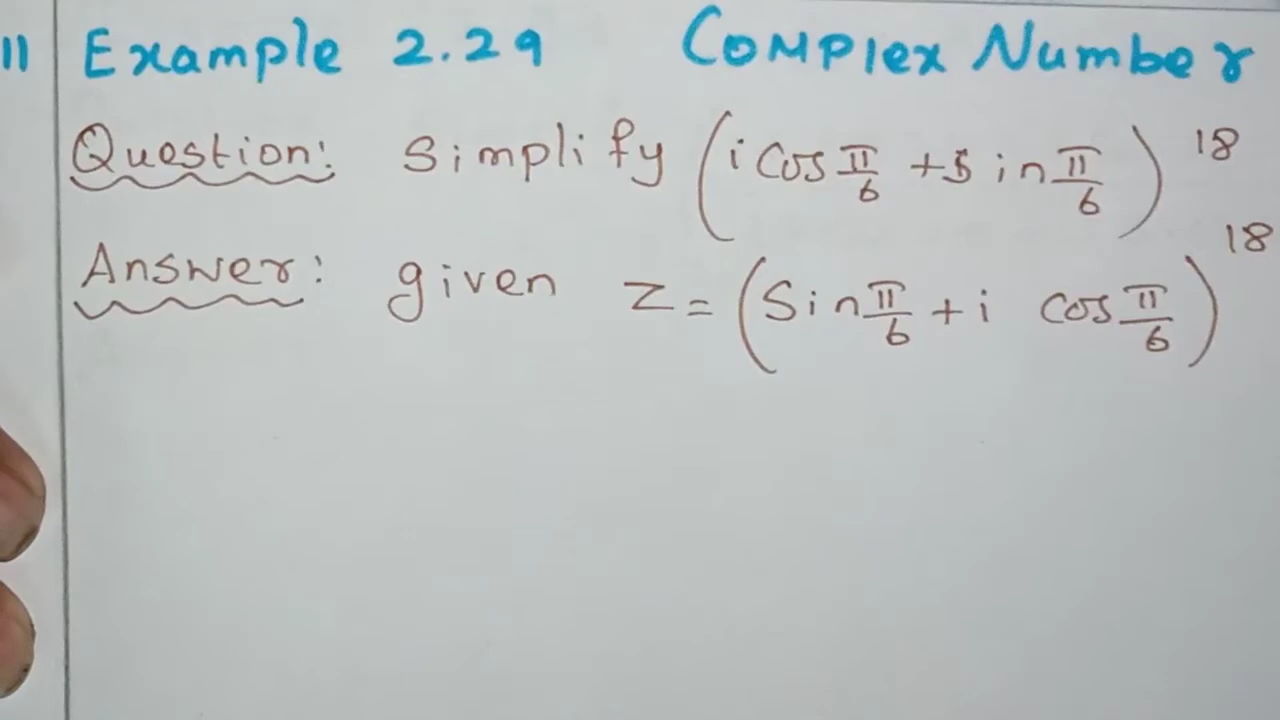 11 Example 2.29 Complex Number
Question: Simplify (i cos π/6 + sin π/6)^18
Answer: given z = (sin π/6 + i cos π/6)^18